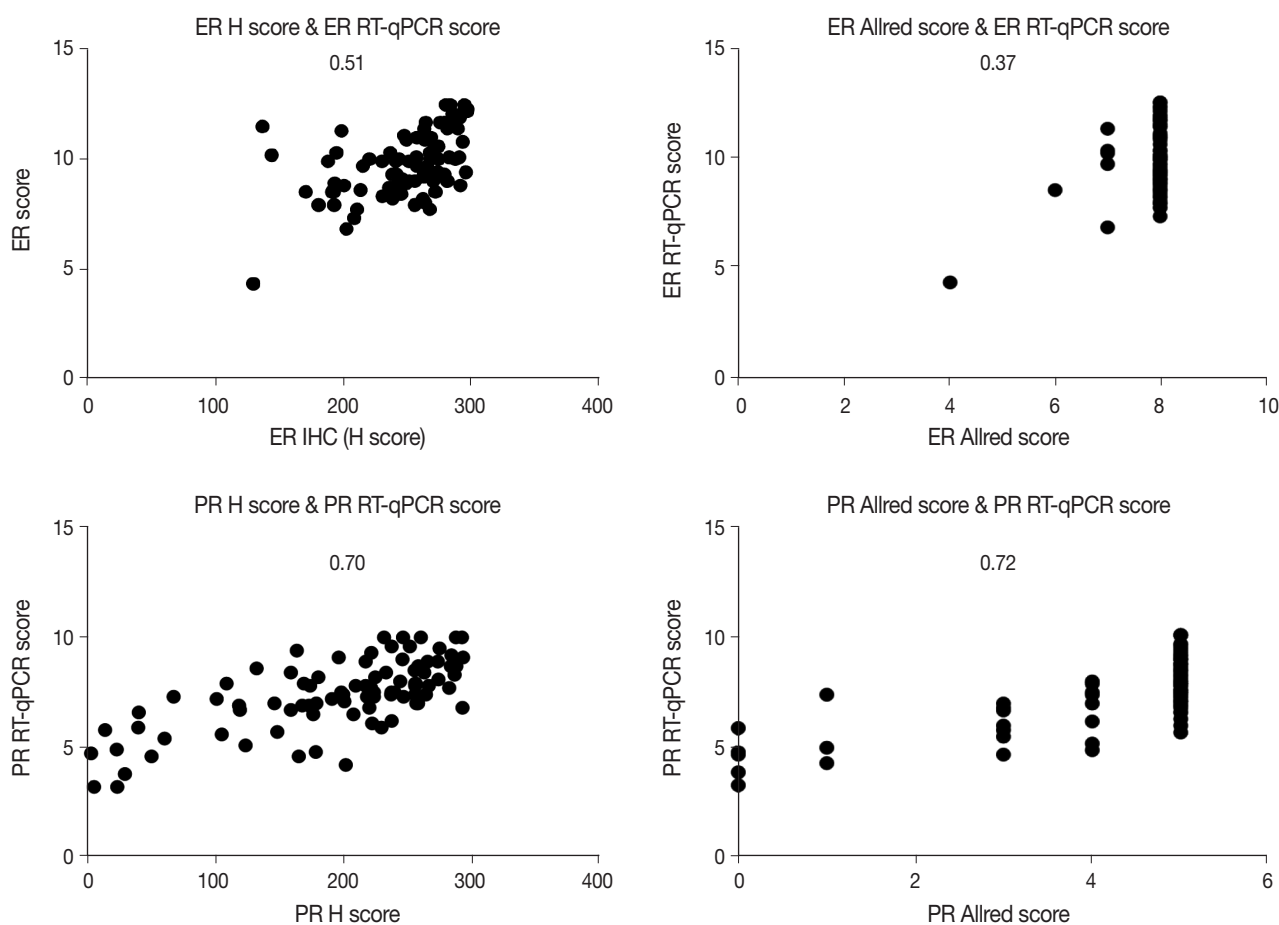 ER H score & ER RT-qPCR score
0.51
15
10
5
0
ER score
0 100 200 300 400
ER IHC (H score)
ER Allred score & ER RT-qPCR score
0.37
15
10
5
0
ER RT-qPCR score
0 2 4 6 8 10
ER Allred score
PR H score & PR RT-qPCR score
0.70
15
10
5
0
PR RT-qPCR score
0 100 200 300 400
PR H score
PR Allred score & PR RT-qPCR score
0.72
15
10
5
0
PR RT-qPCR score
0 2 4 6
PR Allred score